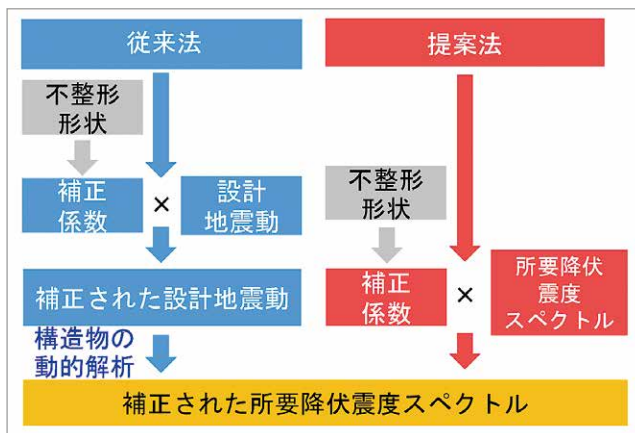 従来法
提案法
不整形
形状
補正
係数
×
設計
地震動
不整形
形状
補正された設計地震動
補正
係数
×
所要降伏
震度
スペクトル
構造物の
動的解析
補正された所要降伏震度スペクトル